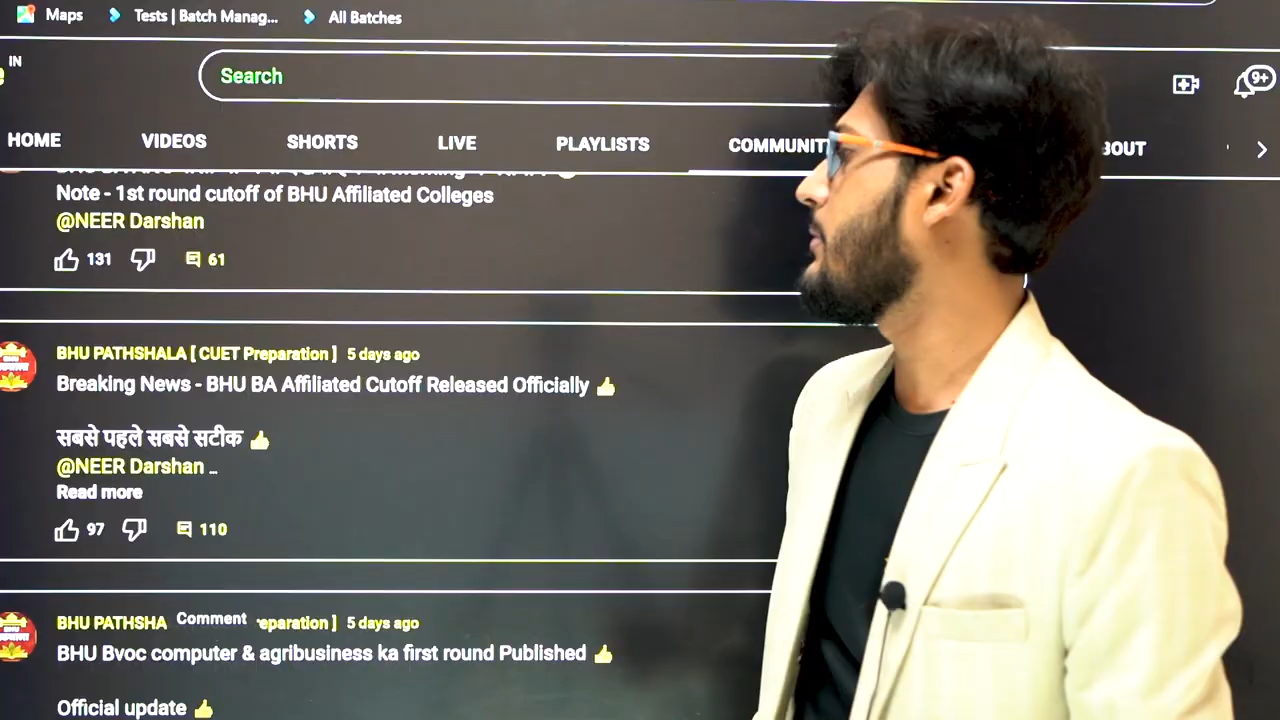 Maps
Tests | Batch Manag...
All Batches
IN
Search
9+
HOME
VIDEOS
SHORTS
LIVE
PLAYLISTS
COMMUNIT
BOUT
Note - 1st round cutoff of BHU Affiliated Colleges
@NEER Darshan
131
61
BHU PATHSHALA [ CUET Preparation ] 5 days ago
Breaking News - BHU BA Affiliated Cutoff Released Officially 👍
सबसे पहले सबसे सटीक 👍
@NEER Darshan ...
Read more
97
110
BHU PATHSHA
Comment
eparation ] 5 days ago
BHU Bvoc computer & agribusiness ka first round Published 👍
Official update 👍